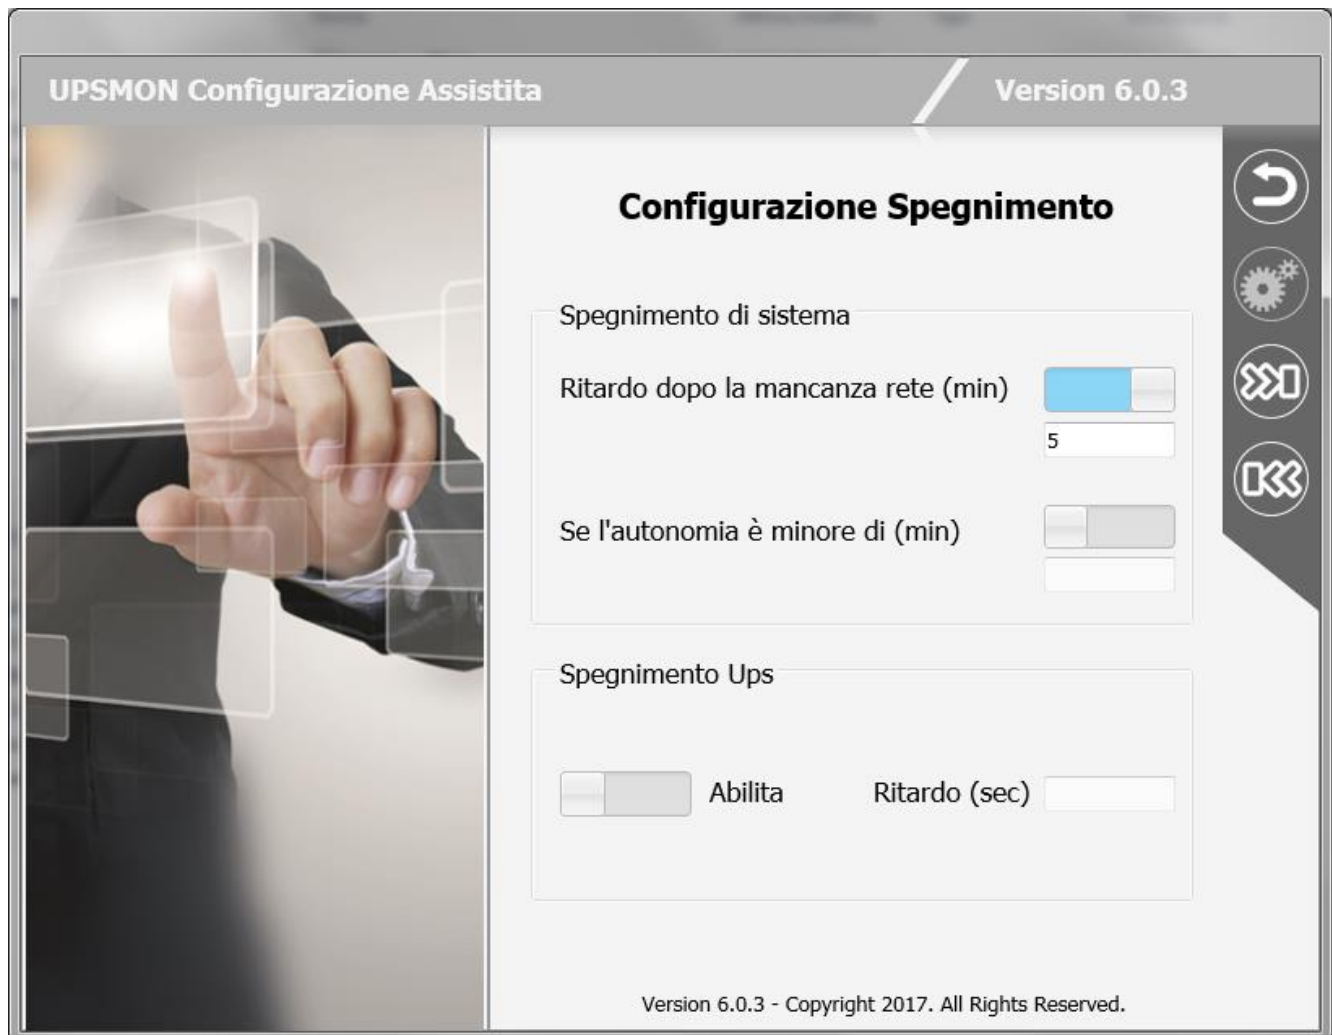 UPSMON Configurazione Assistita
Version 6.0.3
Configurazione Spegnimento
Spegnimento di sistema
Ritardo dopo la mancanza rete (min)
5
Se l'autonomia è minore di (min)
Spegnimento Ups
Abilita Ritardo (sec)
Version 6.0.3 - Copyright 2017. All Rights Reserved.